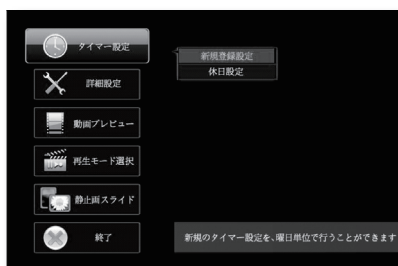 タイマー設定
新規登録設定
休日設定
詳細設定
動画プレビュー
再生モード選択
静止画スライド
終了
新規のタイマー設定を、曜日単位で行うことができます